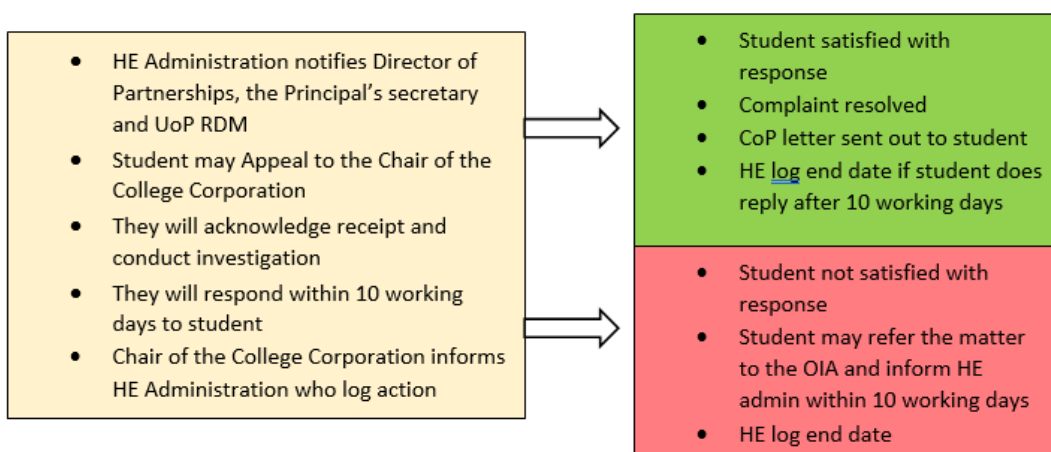 • HE Administration notifies Director of
Partnerships, the Principal's secretary
and UoP RDM
• Student may Appeal to the Chair of the
College Corporation
• They will acknowledge receipt and
conduct investigation
• They will respond within 10 working
days to student
• Chair of the College Corporation informs
HE Administration who log action
• Student satisfied with
response
• Complaint resolved
• CoP letter sent out to student
• HE log end date if student does
reply after 10 working days
• Student not satisfied with
response
• Student may refer the matter
to the OIA and inform HE
admin within 10 working days
• HE log end date